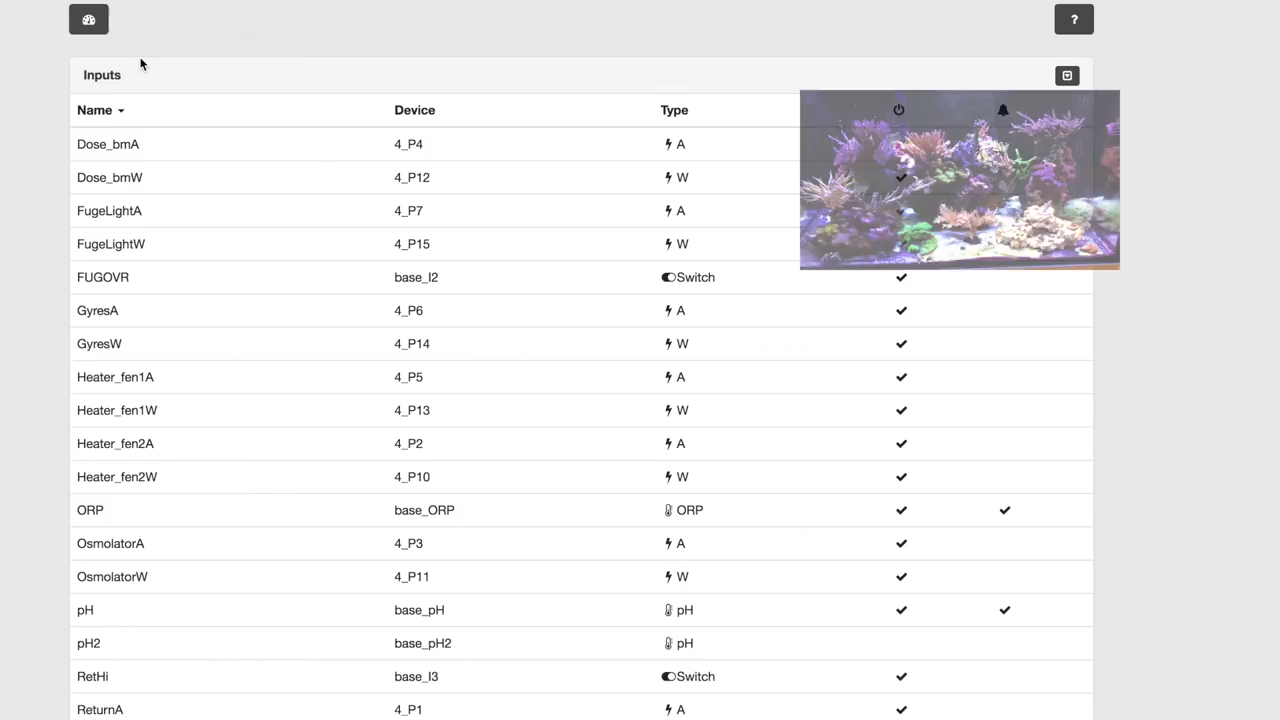 ?
Inputs
Name Device Type
Dose_bmA 4_P4 A
Dose_bmW 4_P12 W
FugeLightA 4_P7 A
FugeLightW 4_P15 W
FUGOVR base_I2 Switch
GyresA 4_P6 A
GyresW 4_P14 W
Heater_fen1A 4_P5 A
Heater_fen1W 4_P13 W
Heater_fen2A 4_P2 A
Heater_fen2W 4_P10 W
ORP base_ORP ORP
OsmolatorA 4_P3 A
OsmolatorW 4_P11 W
pH base_pH pH
pH2 base_pH2 pH
RetHi base_I3 Switch
ReturnA 4_P1 A